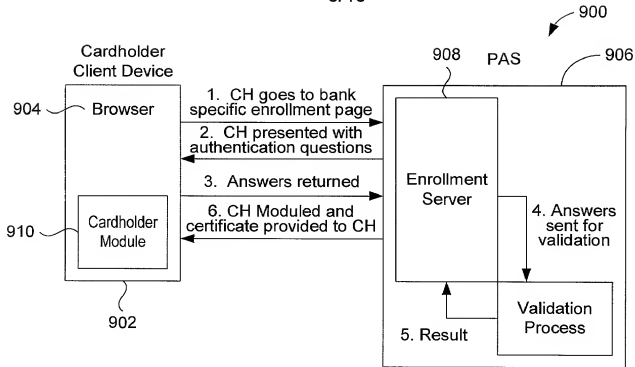 900
Cardholder
Client Device
PAS
908
906
904
Browser
1. CH goes to bank
specific enrollment page
2. CH presented with
authentication questions
3. Answers returned
Enrollment
Server
910
Cardholder
Module
6. CH Moduled and
certificate provided to CH
4. Answers
sent for
validation
902
5. Result
Validation
Process